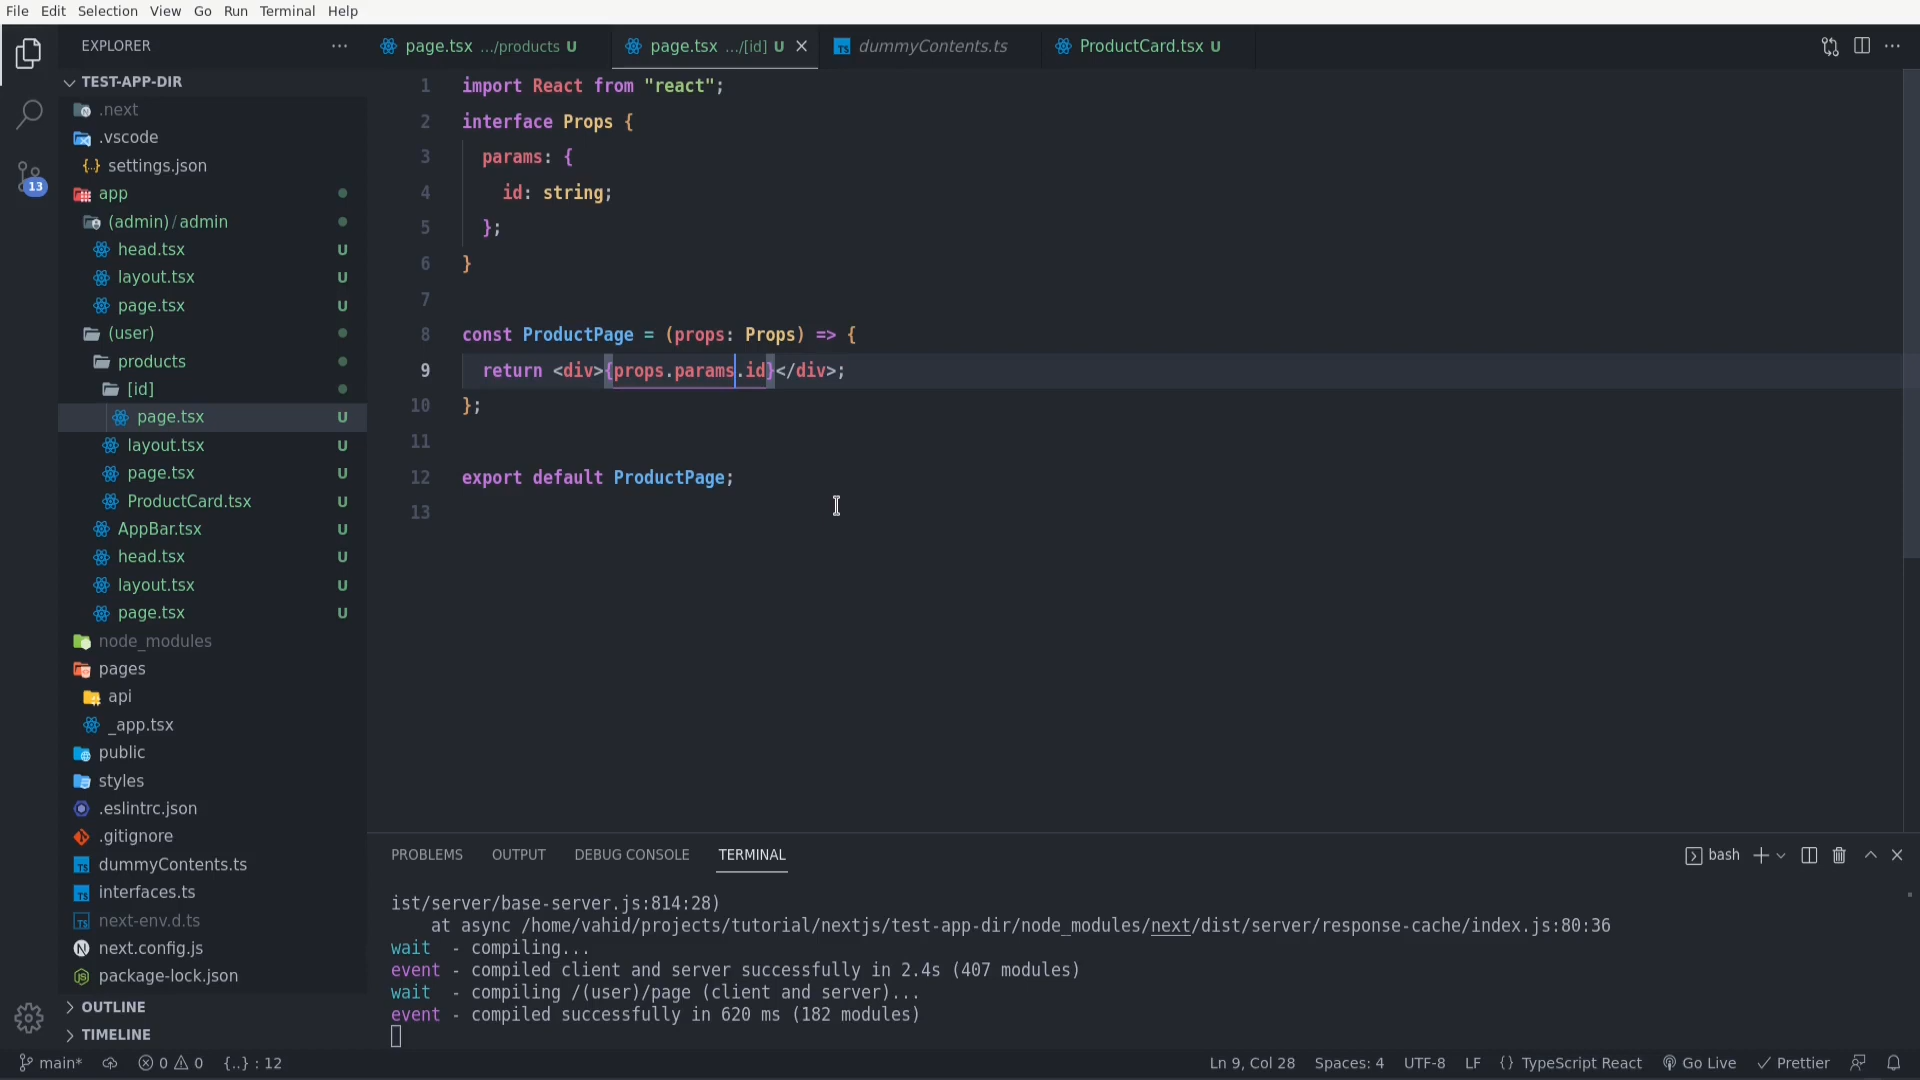 File Edit Selection View Go Run Terminal Help
EXPLORER
TEST-APP-DIR
.next
.vscode
settings.json
app
(admin) / admin
head.tsx U
layout.tsx U
page.tsx U
(user)
products
[id]
page.tsx U
layout.tsx U
page.tsx U
ProductCard.tsx U
AppBar.tsx U
head.tsx U
layout.tsx U
page.tsx U
node_modules
pages
api
_app.tsx
public
styles
.eslintrc.json
.gitignore
dummyContents.ts
interfaces.ts
next-env.d.ts
next.config.js
package-lock.json
OUTLINE
TIMELINE
13
page.tsx .../products U
page.tsx .../[id] U
dummyContents.ts
ProductCard.tsx U
1 import React from "react";
2 interface Props {
3 params: {
4 id: string;
5 };
6 }
7
8 const ProductPage = (props: Props) => {
9 return <div>{props.params.id}</div>;
10 };
11
12 export default ProductPage;
13
PROBLEMS OUTPUT DEBUG CONSOLE TERMINAL
bash
ist/server/base-server.js:814:28)
at async /home/vahid/projects/tutorial/nextjs/test-app-dir/node_modules/next/dist/server/response-cache/index.js:80:36
wait - compiling...
event - compiled client and server successfully in 2.4s (407 modules)
wait - compiling /(user)/page (client and server)...
event - compiled successfully in 620 ms (182 modules)
main* 0 0 {..} : 12 Ln 9, Col 28 Spaces: 4 UTF-8 LF {} TypeScript React Go Live Prettier